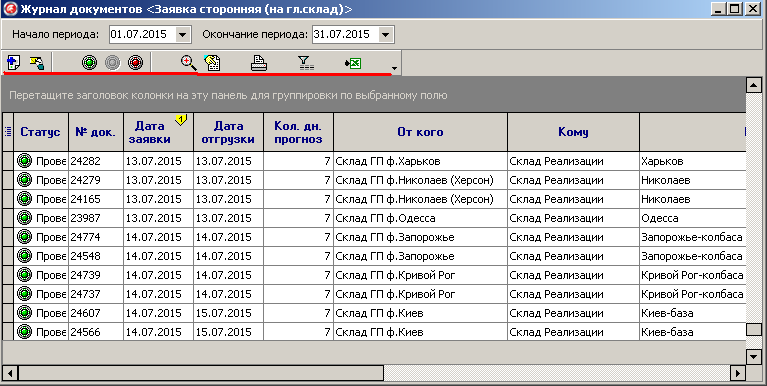 Журнал документов <Заявка сторонняя (на гл.склад)>
Начало периода: 01.07.2015 Окончание периода: 31.07.2015
Перетащите заголовок колонки на эту панель для группировки по выбранному полю
Статус № док. Дата заявки 1 Дата отгрузки Кол. дн. прогноз От кого Кому
Прове 24282 13.07.2015 13.07.2015 7 Склад ГП ф.Харьков Склад Реализации Харьков
Прове 24279 13.07.2015 13.07.2015 7 Склад ГП ф.Николаев (Херсон) Склад Реализации Николаев
Прове 24165 13.07.2015 13.07.2015 7 Склад ГП ф.Николаев (Херсон) Склад Реализации Николаев
Прове 23987 13.07.2015 13.07.2015 7 Склад ГП ф.Одесса Склад Реализации Одесса
Прове 24774 14.07.2015 14.07.2015 7 Склад ГП ф.Запорожье Склад Реализации Запорожье-колбаса
Прове 24548 14.07.2015 14.07.2015 7 Склад ГП ф.Запорожье Склад Реализации Запорожье-колбаса
Прове 24739 14.07.2015 14.07.2015 7 Склад ГП ф.Кривой Рог Склад Реализации Кривой Рог-колбаса
Прове 24737 14.07.2015 14.07.2015 7 Склад ГП ф.Кривой Рог Склад Реализации Кривой Рог-колбаса
Прове 24607 14.07.2015 15.07.2015 7 Склад ГП ф.Киев Склад Реализации Киев-база
Прове 24566 14.07.2015 15.07.2015 7 Склад ГП ф.Киев Склад Реализации Киев-база